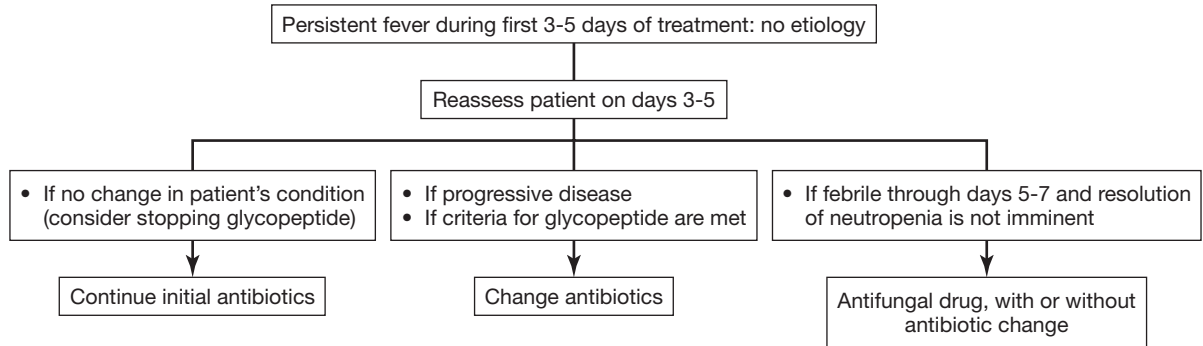 Persistent fever during first 3-5 days of treatment: no etiology
Reassess patient on days 3-5
• If no change in patient's condition
(consider stopping glycopeptide)
• If progressive disease
• If criteria for glycopeptide are met
• If febrile through days 5-7 and resolution
of neutropenia is not imminent
Continue initial antibiotics
Change antibiotics
Antifungal drug, with or without
antibiotic change